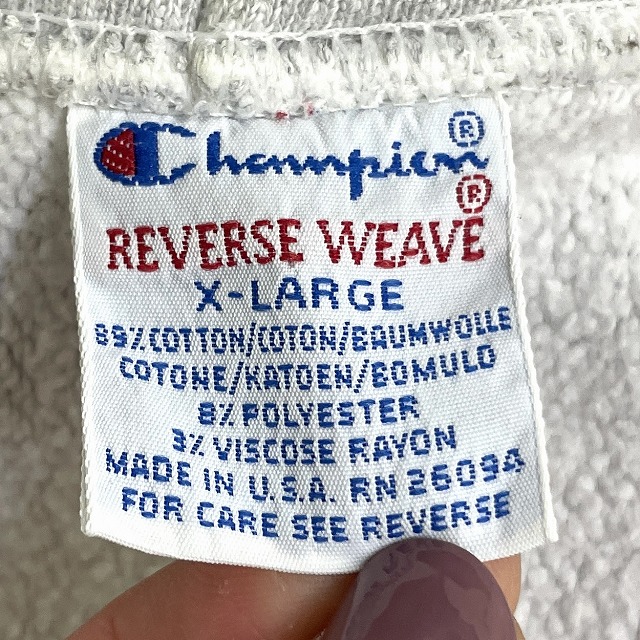 Champion®
REVERSE WEAVE®
X-LARGE
89% COTTON/COTON/BAUMWOLLE
COTONE/KATOEN/BOMULD
8% POLYESTER
3% VISCOSE RAYON
MADE IN U.S.A. RN 36094
FOR CARE SEE REVERSE